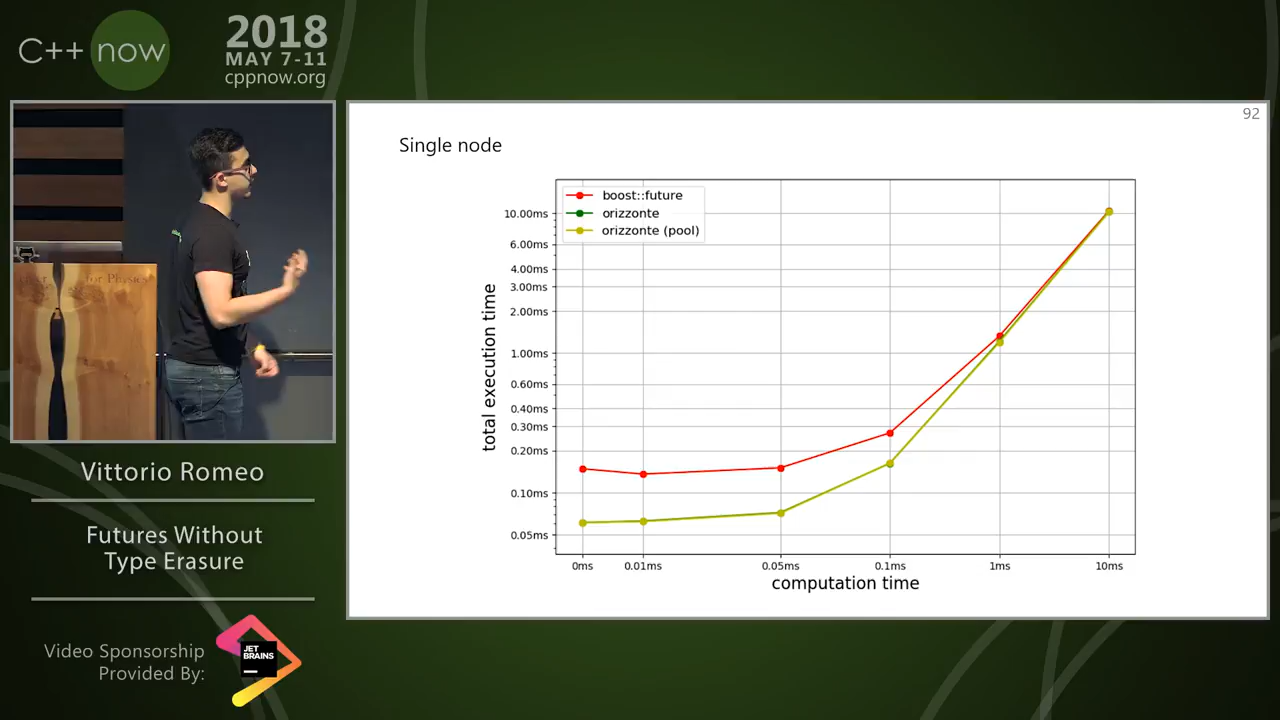 C++ now
2018
MAY 7-11
cppnow.org
92
Single node
boost::future
orizzonte
orizzonte (pool)
10.00ms
6.00ms
4.00ms
3.00ms
2.00ms
1.00ms
0.60ms
0.40ms
0.30ms
0.20ms
0.10ms
0.05ms
total execution time
0ms 0.01ms 0.05ms 0.1ms 1ms 10ms
computation time
for Physics
Vittorio Romeo
Futures Without
Type Erasure
Video Sponsorship
Provided By:
JET
BRAINS